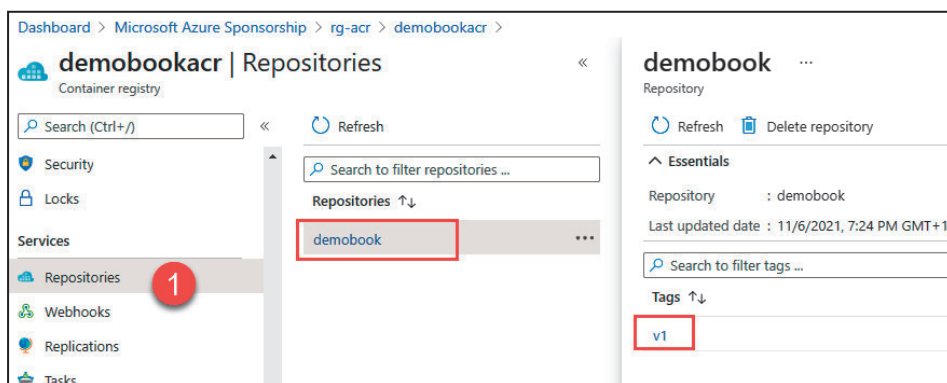 Dashboard > Microsoft Azure Sponsorship > rg-acr > demobookacr >
demobookacr | Repositories
Container registry
Search (Ctrl+/)
Security
Locks
Services
Repositories
1
Webhooks
Replications
Tasks
«
«
Refresh
Search to filter repositories ...
Repositories ↑↓
demobook
...
demobook ...
Repository
Refresh Delete repository
Essentials
Repository : demobook
Last updated date : 11/6/2021, 7:24 PM GMT+1
Search to filter tags ...
Tags ↑↓
v1